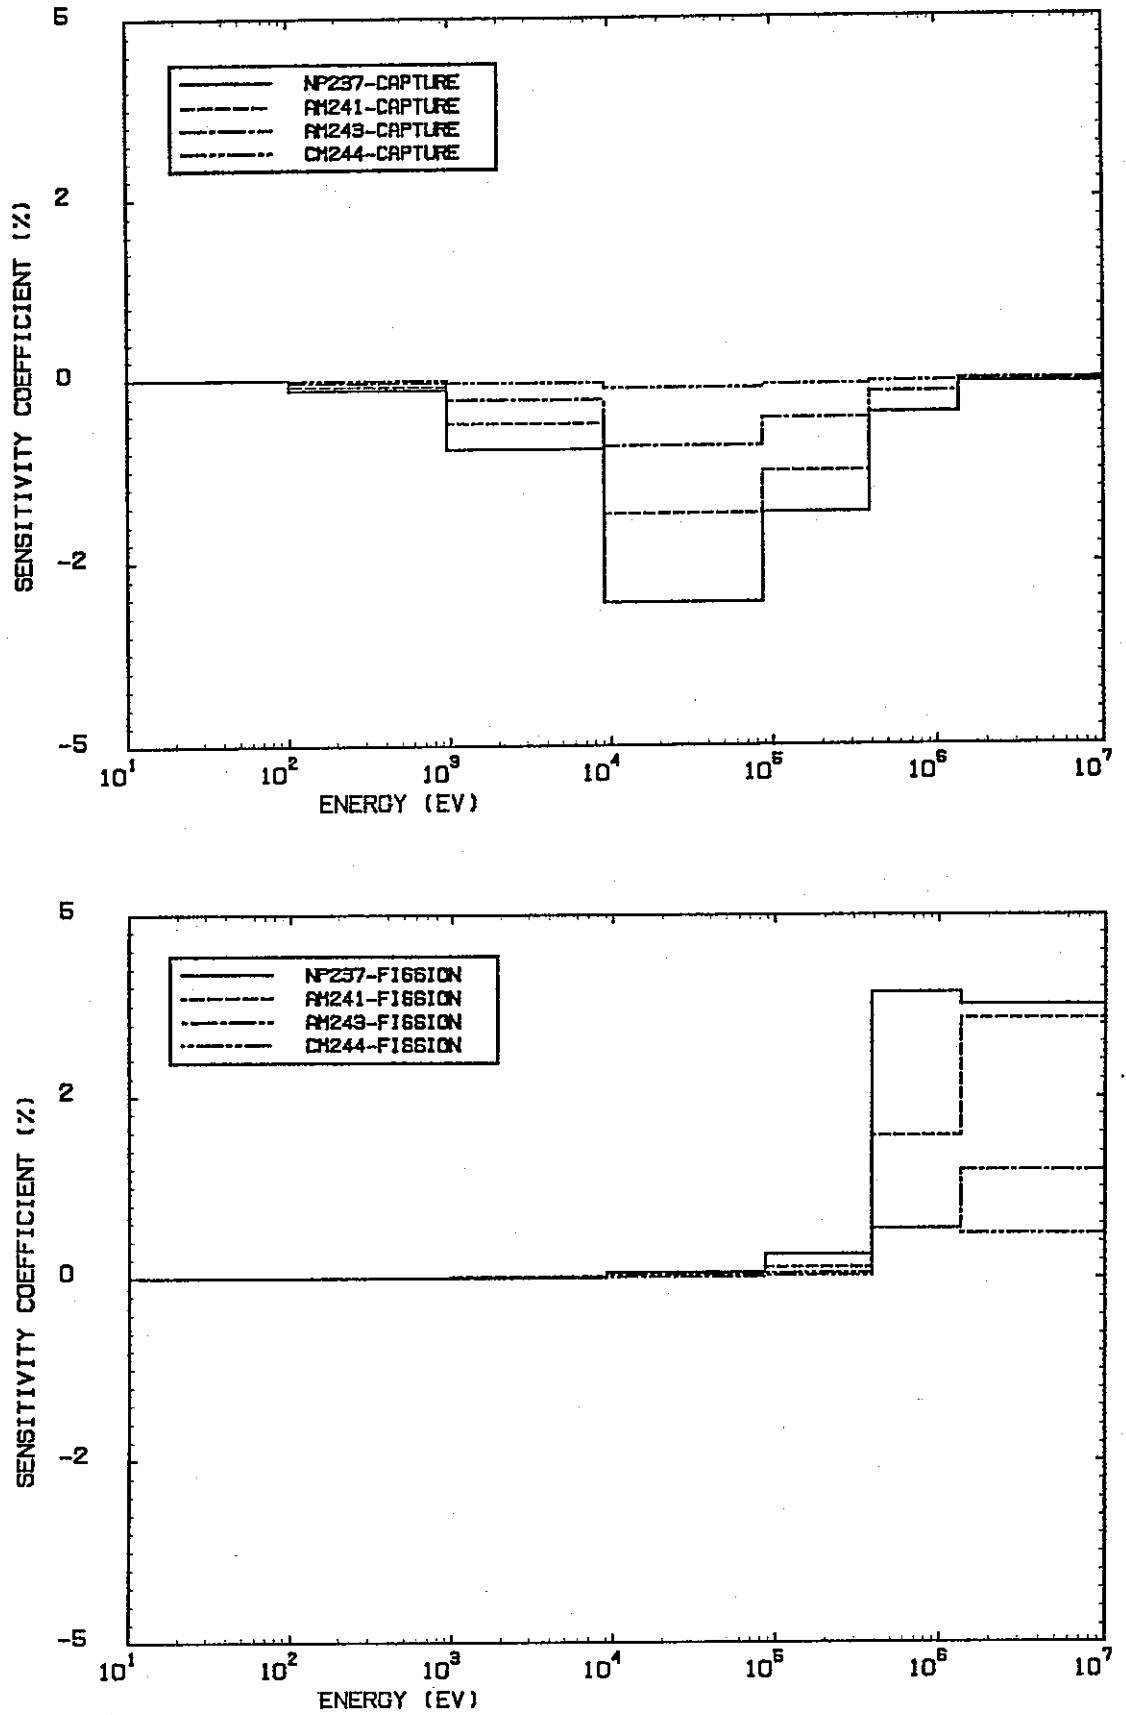 5
NP237-CAPTURE
AM241-CAPTURE
AM243-CAPTURE
CM244-CAPTURE
2
0
-2
-5
SENSITIVITY COEFFICIENT (%)
10¹ 10² 10³ 10⁴ 10⁵ 10⁶ 10⁷
ENERGY (EV)
5
NP237-FISSION
AM241-FISSION
AM243-FISSION
CM244-FISSION
2
0
-2
-5
SENSITIVITY COEFFICIENT (%)
10¹ 10² 10³ 10⁴ 10⁵ 10⁶ 10⁷
ENERGY (EV)